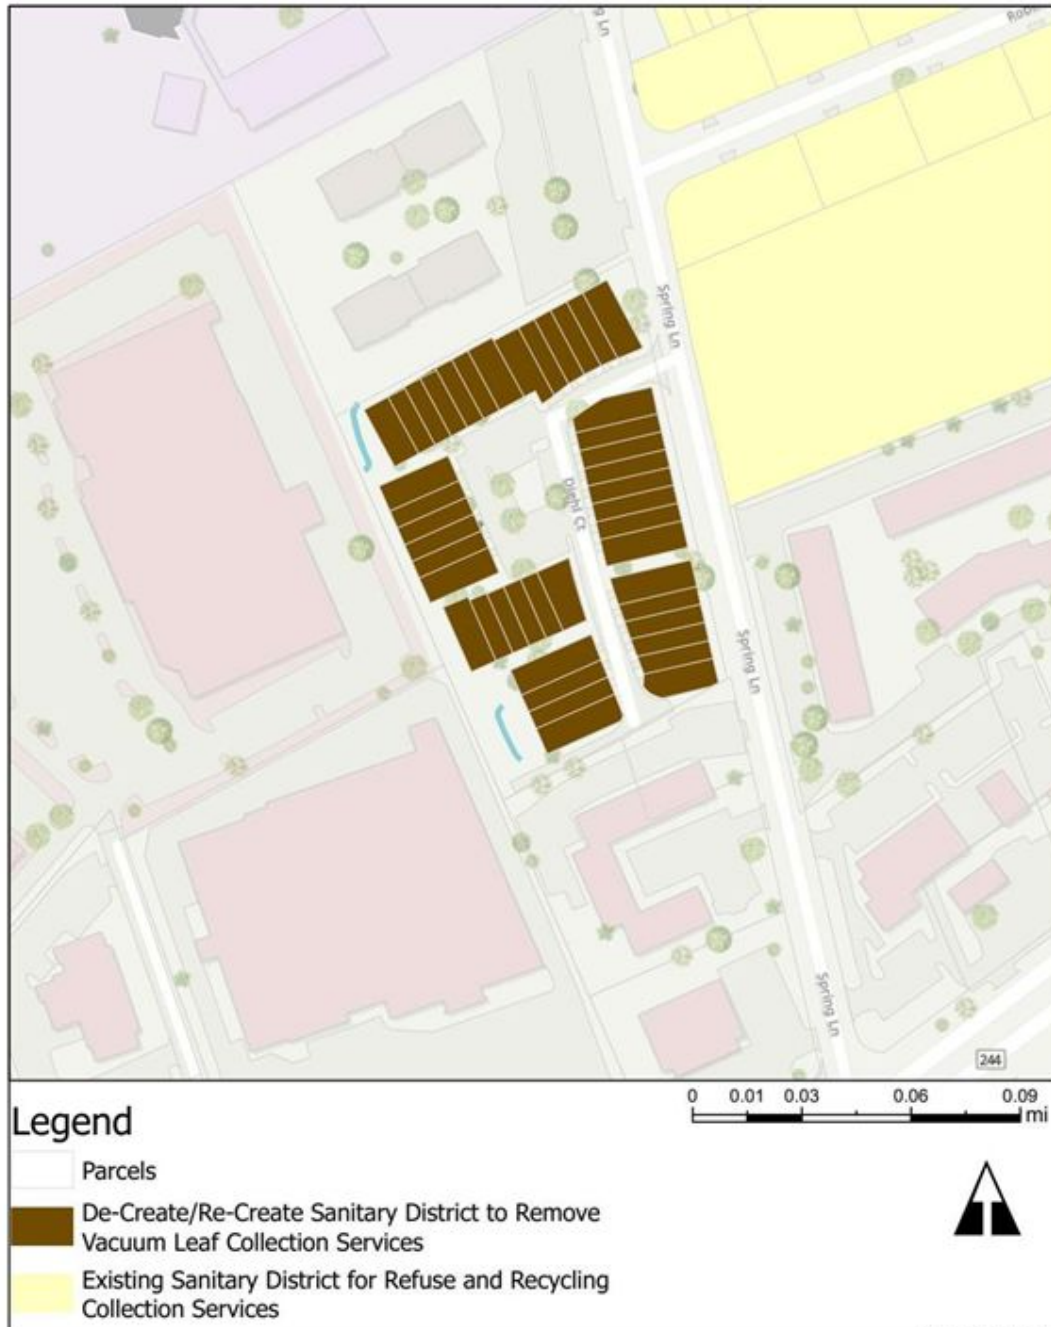 Spring Ln
Diehl Ct
Spring Ln
Spring Ln
244
0 0.01 0.03 0.06 0.09
mi
Legend
Parcels
De-Create/Re-Create Sanitary District to Remove
Vacuum Leaf Collection Services
Existing Sanitary District for Refuse and Recycling
Collection Services